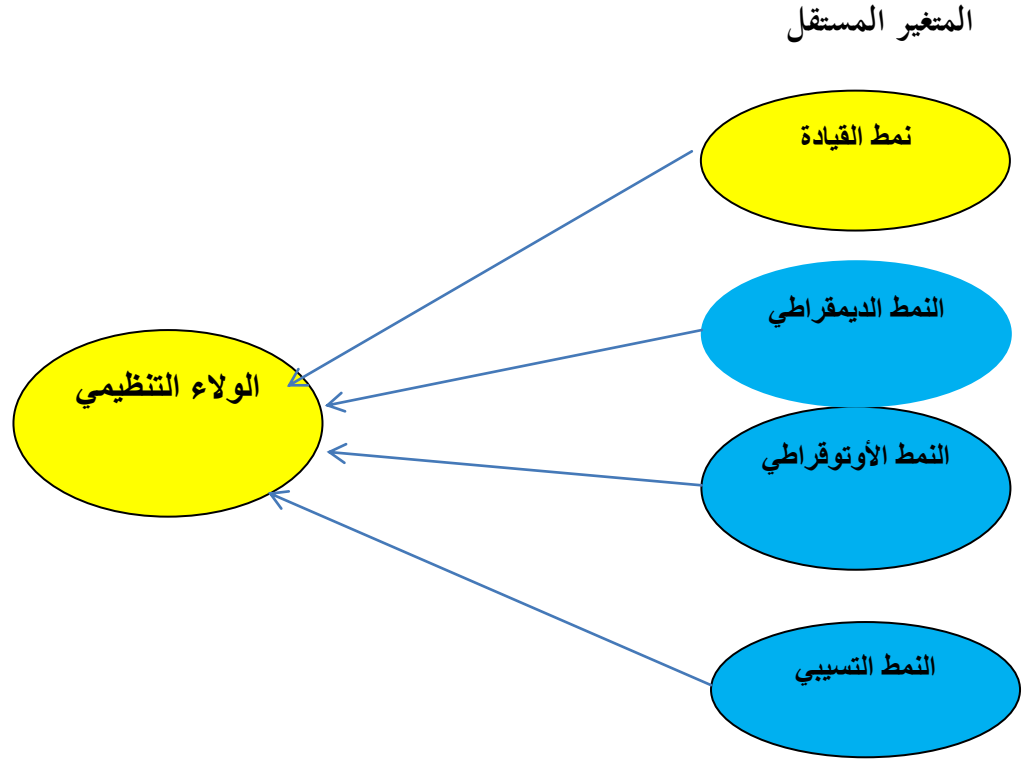 المتغير المستقل
نمط القيادة
النمط الديمقراطي
الولاء التنظيمي
النمط الأوتوقراطي
النمط التسيبي